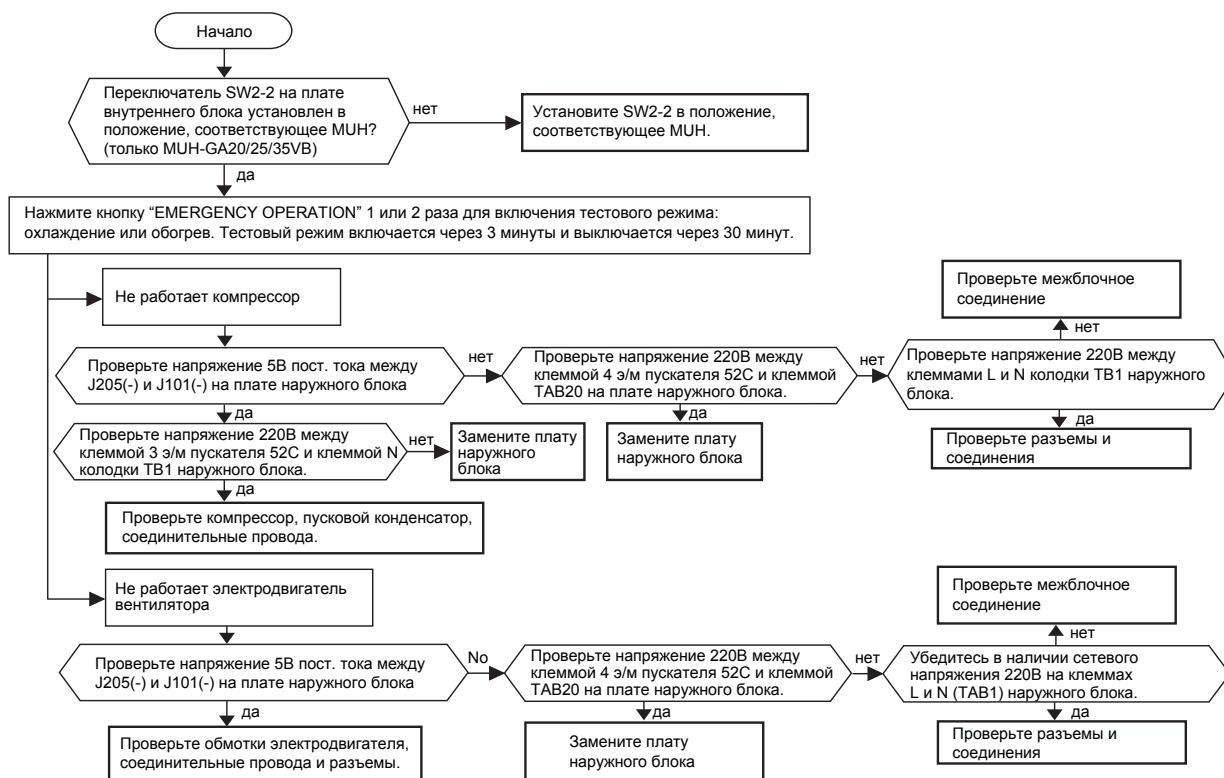 Начало
Переключатель SW2-2 на плате
внутреннего блока установлен в
положение, соответствующее MUH?
(только MUH-GA20/25/35VB)
нет
Установите SW2-2 в положение,
соответствующее MUH.
да
Нажмите кнопку “EMERGENCY OPERATION” 1 или 2 раза для включения тестового режима:
охлаждение или обогрев. Тестовый режим включается через 3 минуты и выключается через 30 минут.
Не работает компрессор
Проверьте межблочное
соединение
нет
Проверьте напряжение 5В пост. тока между
J205(-) и J101(-) на плате наружного блока
нет
Проверьте напряжение 220В между
клеммой 4 э/м пускателя 52C и клеммой
TAB20 на плате наружного блока.
нет
Проверьте напряжение 220В между
клеммами L и N колодки TB1 наружного
блока.
да
да
да
Проверьте напряжение 220В между
клеммой 3 э/м пускателя 52C и клеммой N
колодки TB1 наружного блока.
нет
Замените плату
наружного
блока
Замените плату
наружного блока
Проверьте разъемы и
соединения
да
Проверьте компрессор, пусковой конденсатор,
соединительные провода.
Не работает электродвигатель
вентилятора
Проверьте межблочное
соединение
нет
Проверьте напряжение 5В пост. тока между
J205(-) и J101(-) на плате наружного блока
No
Проверьте напряжение 220В между
клеммой 4 э/м пускателя 52C и клеммой
TAB20 на плате наружного блока.
нет
Убедитесь в наличии сетевого
напряжения 220В на клеммах
L и N (TAB1) наружного блока.
да
да
да
Проверьте обмотки электродвигателя,
соединительные провода и разъемы.
Замените плату
наружного блока
Проверьте разъемы и
соединения